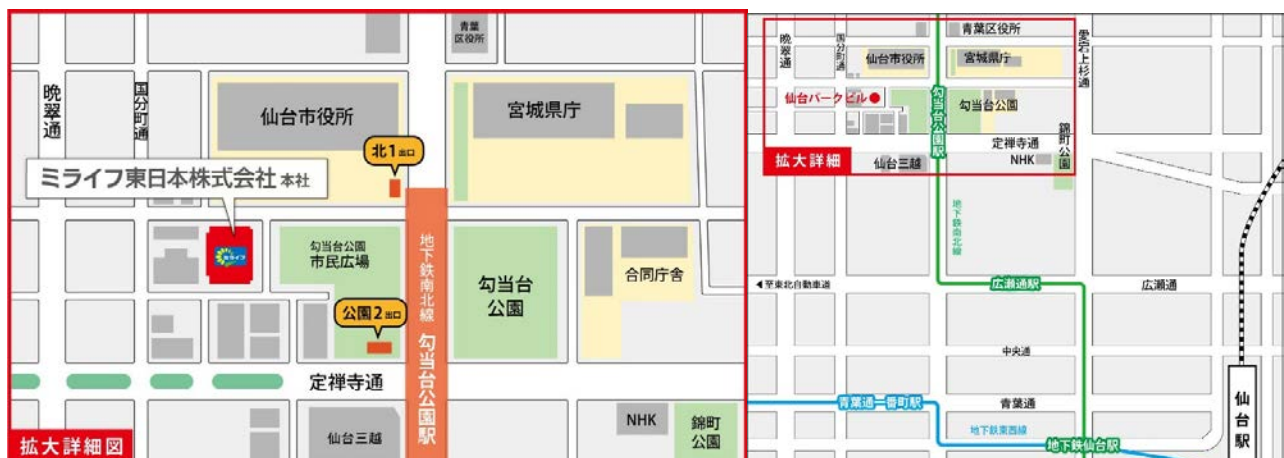 青葉
区役所
晩翠通
国分町通
仙台市役所
宮城県庁
北1出口
ミライフ東日本株式会社 本社
ミライフ
勾当台公園
市民広場
地下鉄南北線 勾当台公園駅
勾当台
公園
合同庁舎
公園2出口
定禅寺通
仙台三越
NHK
錦町
公園
拡大詳細図
晩翠通
国分町通
青葉区役所
愛宕上杉通
仙台市役所
宮城県庁
仙台パークビル
勾当台公園駅
勾当台公園
定禅寺通
錦町公園
拡大詳細
仙台三越
NHK
地下鉄南北線
◀至東北自動車道
広瀬通駅
広瀬通
中央通
青葉通一番町駅
青葉通
地下鉄東西線
地下鉄仙台駅
仙台駅